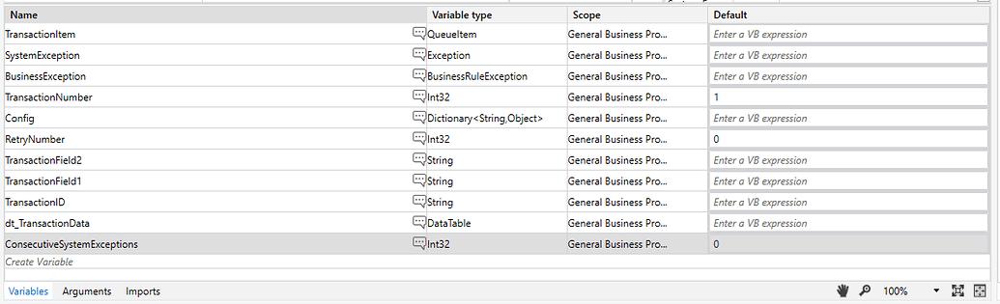 Name Variable type Scope Default
TransactionItem QueueItem General Business Pro... Enter a VB expression
SystemException Exception General Business Pro... Enter a VB expression
BusinessException BusinessRuleException General Business Pro... Enter a VB expression
TransactionNumber Int32 General Business Pro... 1
Config Dictionary<String,Object> General Business Pro... Enter a VB expression
RetryNumber Int32 General Business Pro... 0
TransactionField2 String General Business Pro... Enter a VB expression
TransactionField1 String General Business Pro... Enter a VB expression
TransactionID String General Business Pro... Enter a VB expression
dt_TransactionData DataTable General Business Pro... Enter a VB expression
ConsecutiveSystemExceptions Int32 General Business Pro... 0
Create Variable
Variables Arguments Imports 100%